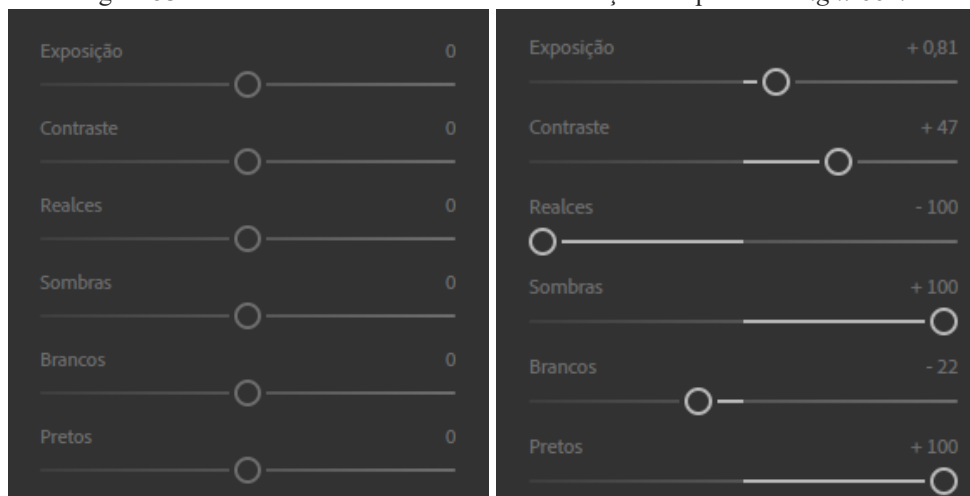 Exposição 0
Contraste 0
Realces 0
Sombras 0
Brancos 0
Pretos 0
Exposição + 0,81
Contraste + 47
Realces - 100
Sombras + 100
Brancos - 22
Pretos + 100